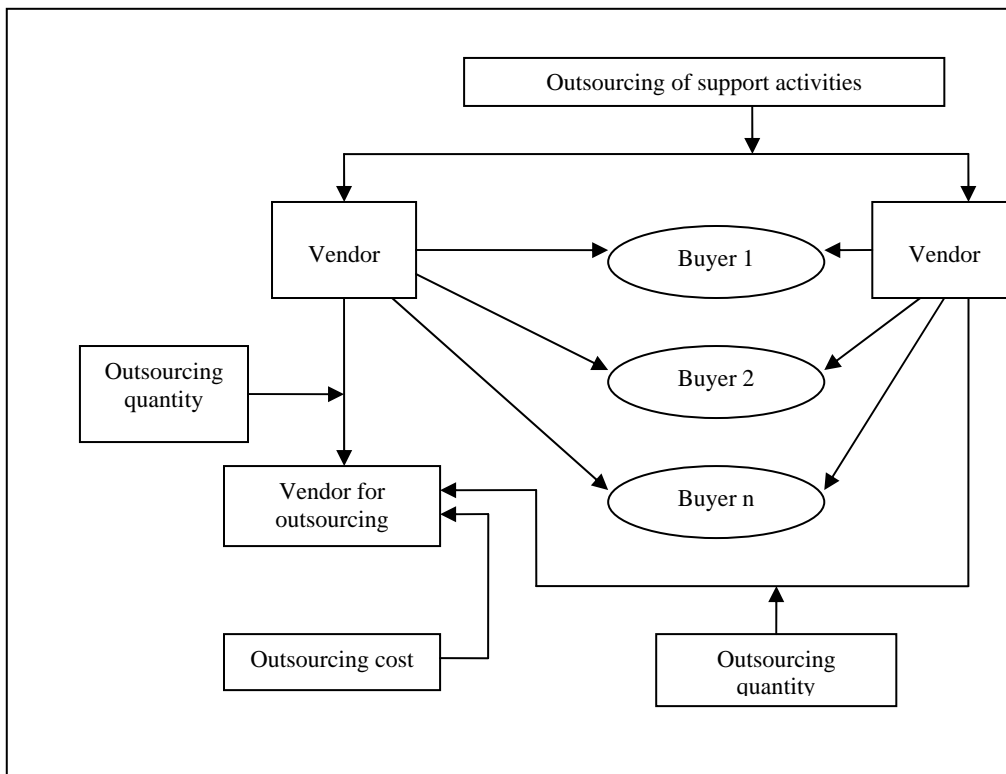 Outsourcing of support activities
Vendor
Buyer 1
Vendor
Outsourcing
quantity
Buyer 2
Vendor for
outsourcing
Buyer n
Outsourcing cost
Outsourcing
quantity